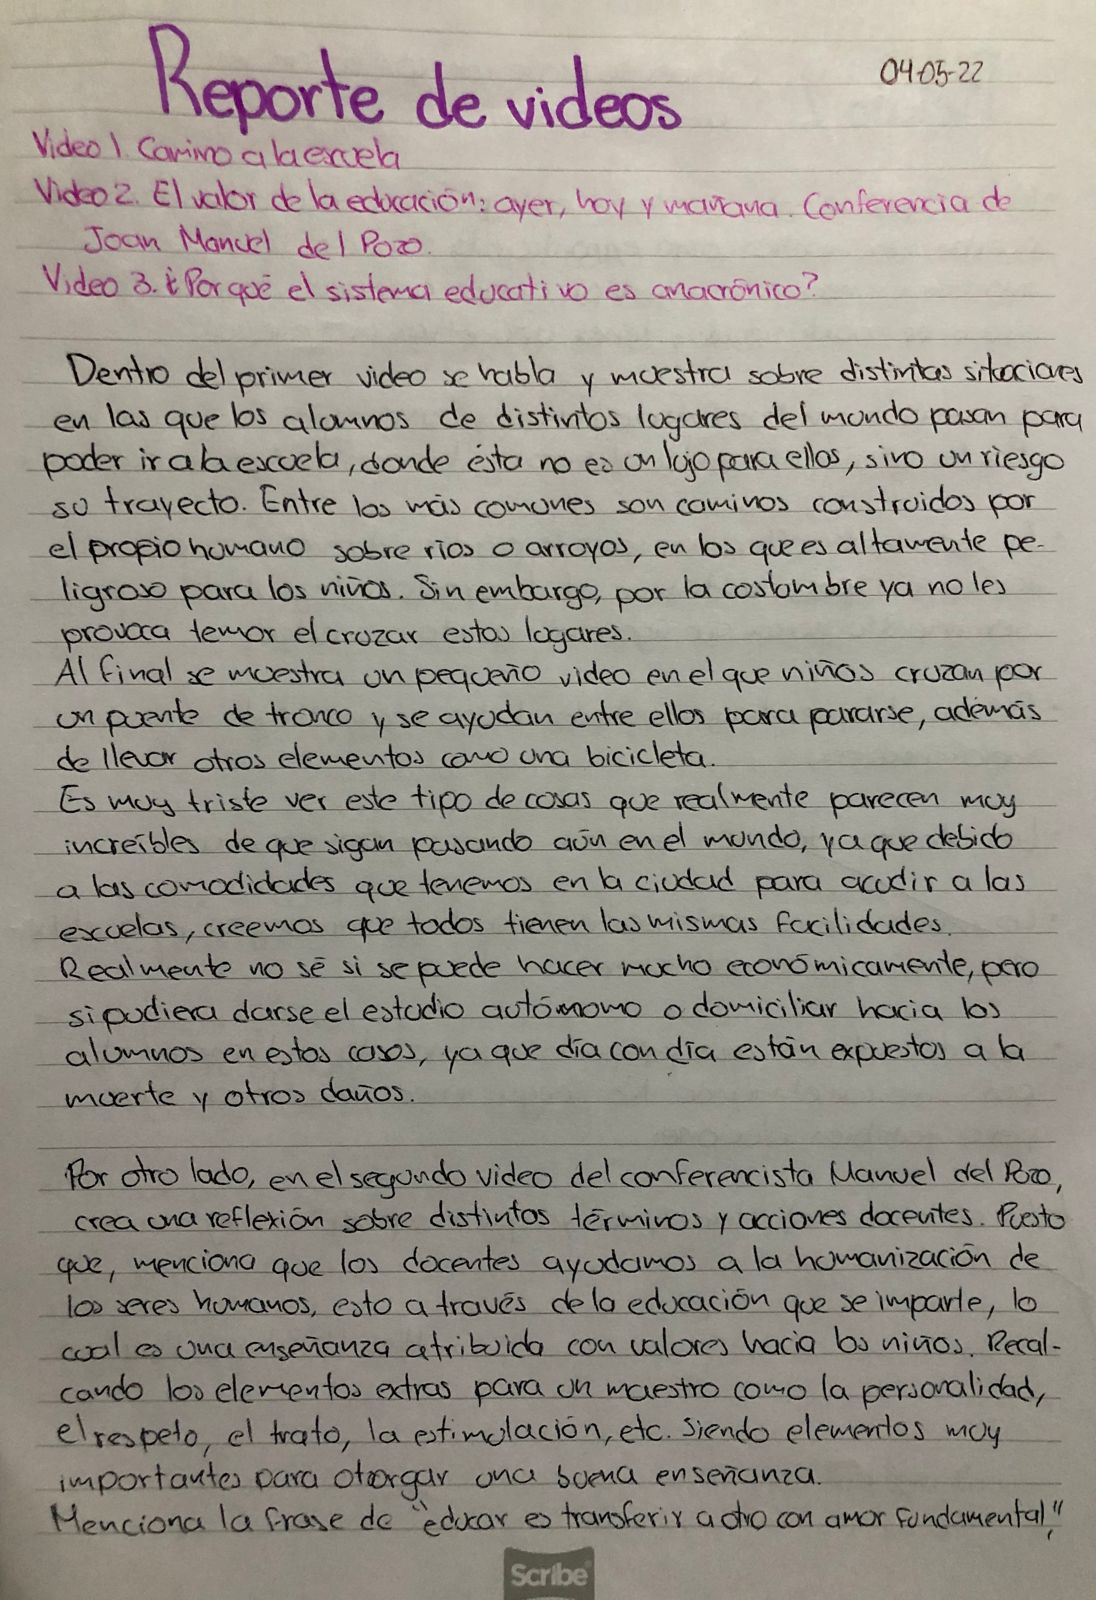 Reporte de videos
04-05-22
Video 1. Camino a la escuela
Video 2. El valor de la educación: ayer, hoy y mañana. Conferencia de
Joan Manuel del Pozo.
Video 3. ¿Por qué el sistema educativo es anacrónico?
Dentro del primer video se habla y muestra sobre distintas situaciones
en las que los alumnos de distintos lugares del mundo pasan para
poder ir a la escuela, donde ésta no es un lujo para ellos, sino un riesgo
su trayecto. Entre los más comunes son caminos construidos por
el propio humano sobre ríos o arroyos, en los que es altamente pe-
ligroso para los niños. Sin embargo, por la costumbre ya no les
provoca temor el cruzar estos lugares.
Al final se muestra un pequeño video en el que niños cruzan por
un puente de tronco y se ayudan entre ellos para pararse, además
de llevar otros elementos como una bicicleta.
Es muy triste ver este tipo de cosas que realmente parecen muy
increíbles de que sigan pasando aún en el mundo, ya que debido
a las comodidades que tenemos en la ciudad para acudir a las
escuelas, creemos que todos tienen las mismas facilidades.
Realmente no sé si se puede hacer mucho económicamente, pero
si pudiera darse el estudio autómomo o domiciliar hacia los
alumnos en estos casos, ya que día con día están expuestos a la
muerte y otros daños.
Por otro lado, en el segundo video del conferencista Manuel del Pozo,
crea una reflexión sobre distintos términos y acciones docentes. Puesto
que, menciona que los docentes ayudamos a la humanización de
los seres humanos, esto a través de la educación que se imparte, lo
cual es una enseñanza atribuida con valores hacia los niños. Recal-
cando los elementos extras para un maestro como la personalidad,
el respeto, el trato, la estimulación, etc. Siendo elementos muy
importantes para otorgar una buena enseñanza.
Menciona la frase de "educar es transferir a otro con amor fundamental",
Scribe